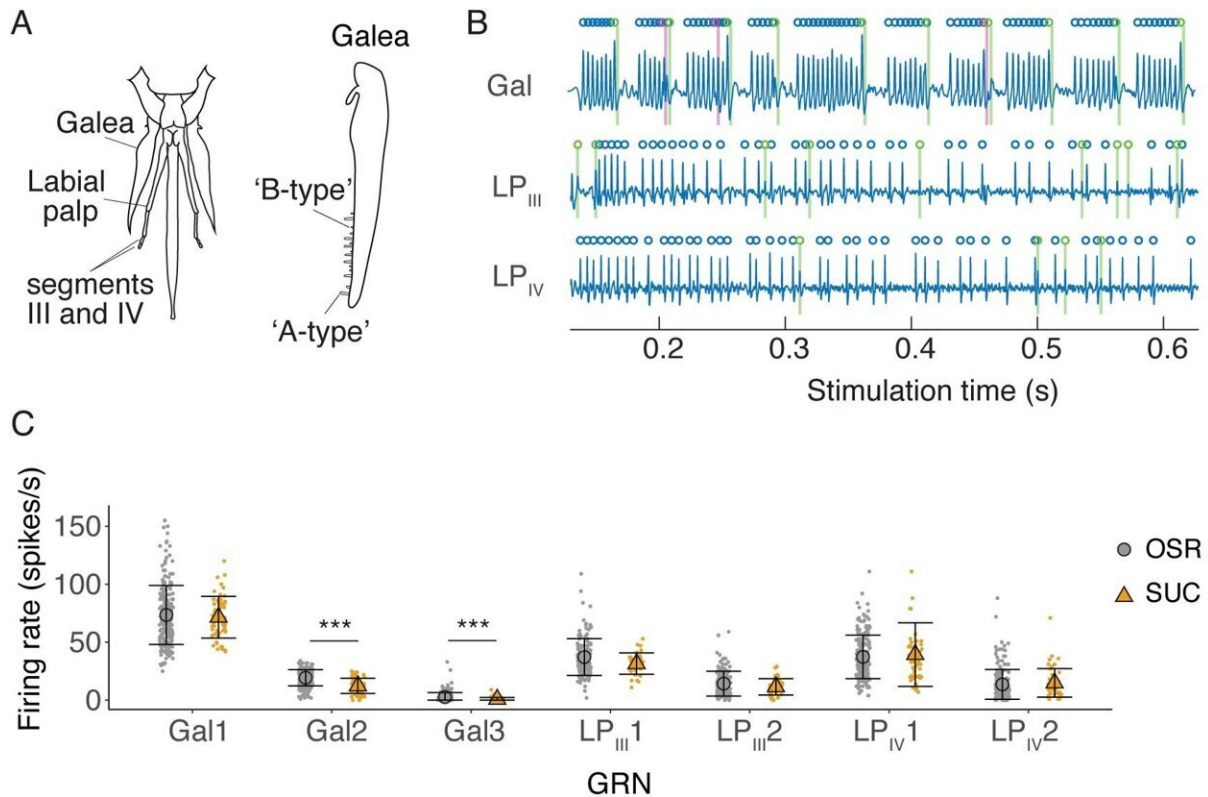 A
Galea
Galea
Labial
palp
segments
III and IV
'B-type'
'A-type'
B
Gal
LPIII
LPIV
0.2 0.3 0.4 0.5 0.6
Stimulation time (s)
C
Firing rate (spikes/s)
150
100
50
0
*** ***
OSR
SUC
Gal1 Gal2 Gal3 LPIII1 LPIII2 LPIV1 LPIV2
GRN